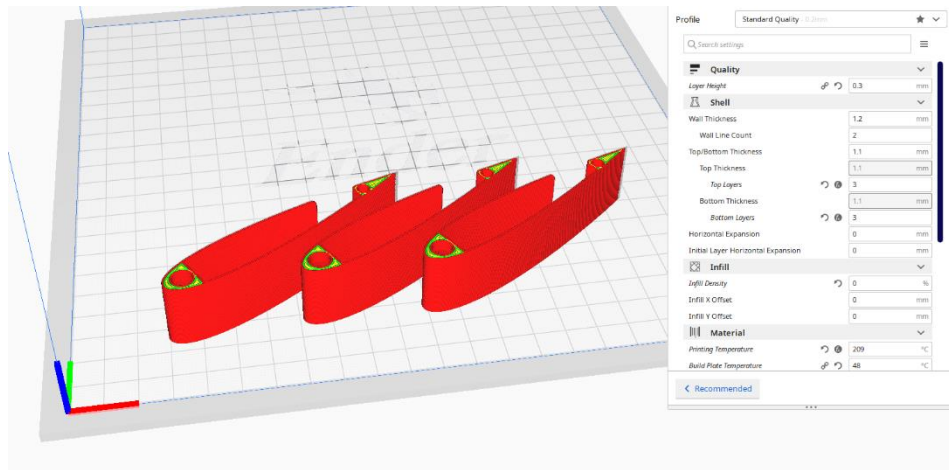 Profile Standard Quality - 0.2mm
Search settings
Quality
Layer Height 0.3 mm
Shell
Wall Thickness 1.2 mm
Wall Line Count 2
Top/Bottom Thickness 1.1 mm
Top Thickness 1.1 mm
Top Layers 3
Bottom Thickness 1.1 mm
Bottom Layers 3
Horizontal Expansion 0 mm
Initial Layer Horizontal Expansion 0 mm
Infill
Infill Density 0 %
Infill X Offset 0 mm
Infill Y Offset 0 mm
Material
Printing Temperature 209 °C
Build Plate Temperature 48 °C
< Recommended